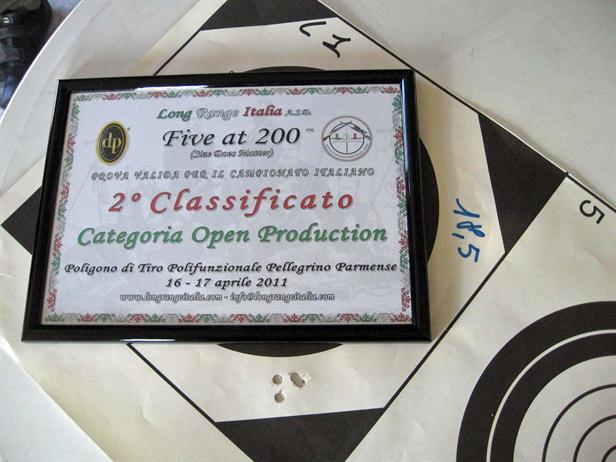 Long Range Italia A.S.D.
dp
Five at 200 ™
(Size Does Matter)
PROVA VALIDA PER IL CAMPIONATO ITALIANO
2° Classificato
Categoria Open Production
Poligono di Tiro Polifunzionale Pellegrino Parmense
16 - 17 aprile 2011
www.longrangeitalia.com - info@longrangeitalia.com
18,5
5